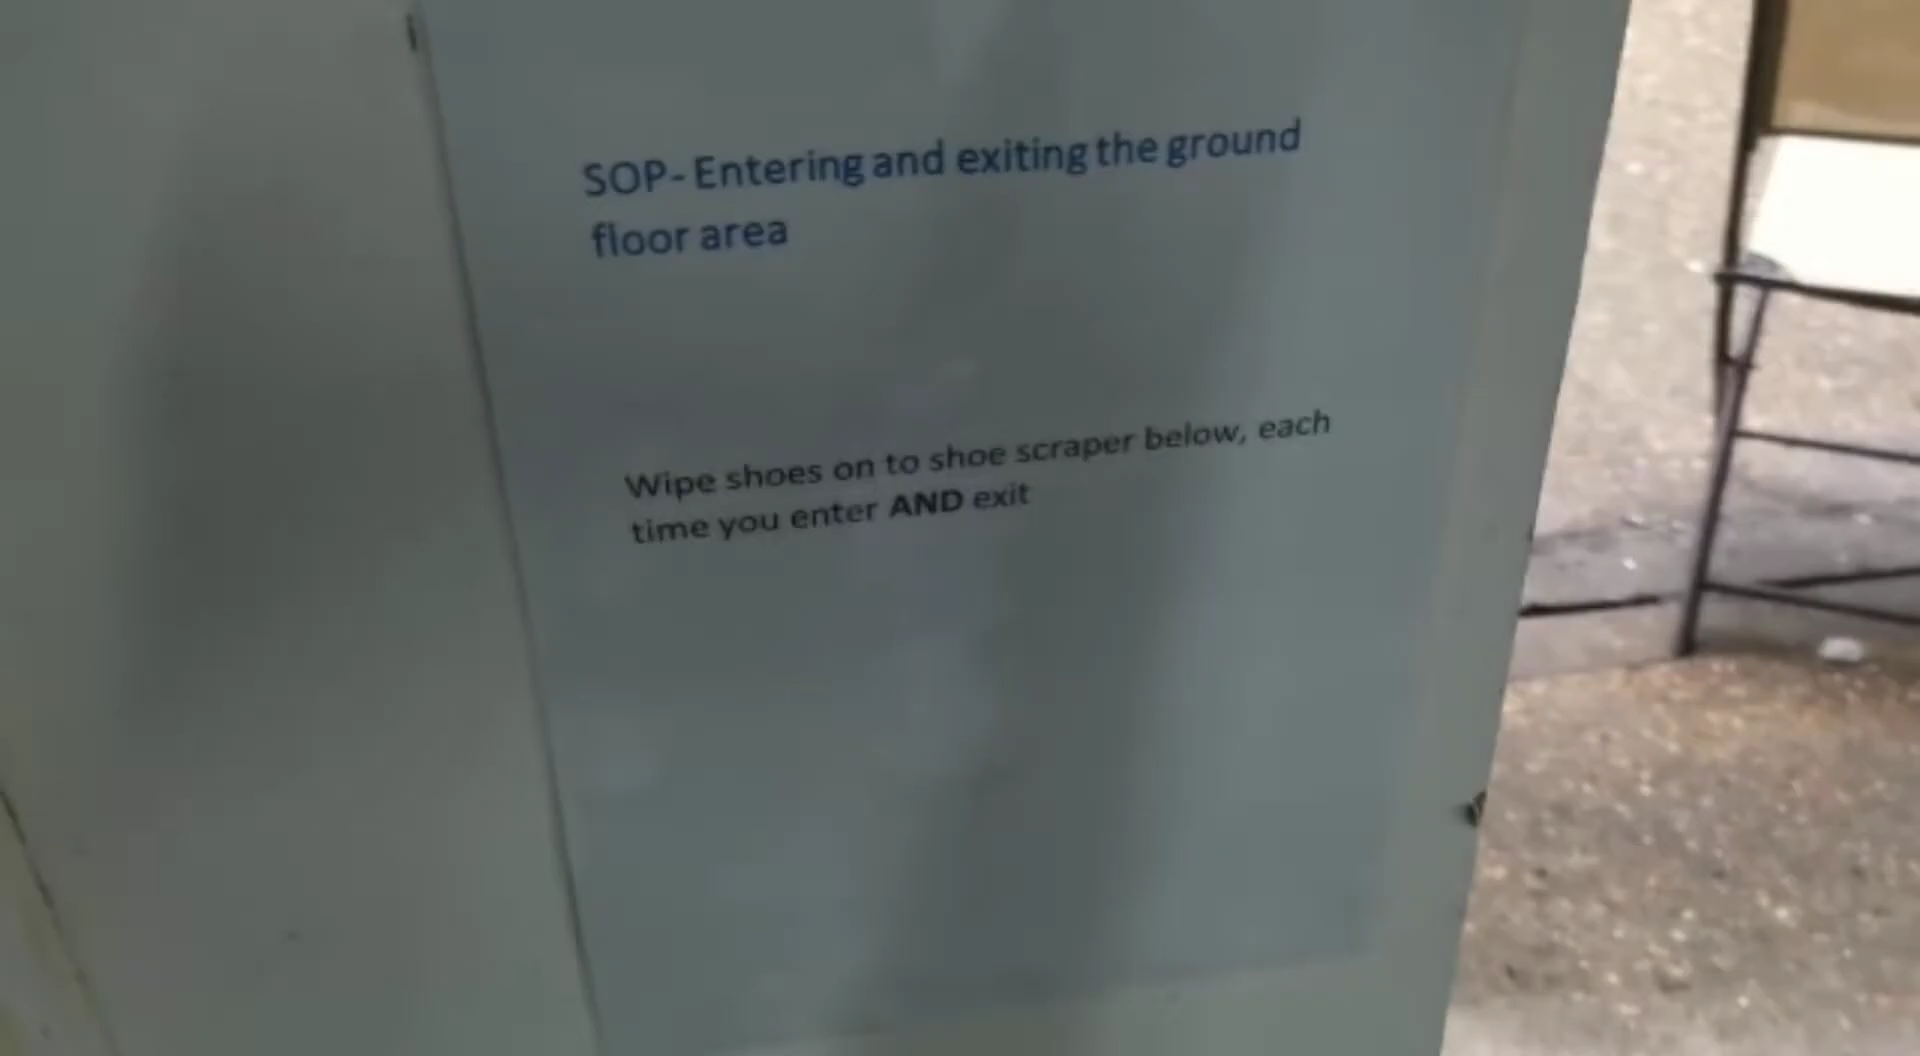 SOP- Entering and exiting the ground
floor area
Wipe shoes on to shoe scraper below, each
time you enter AND exit